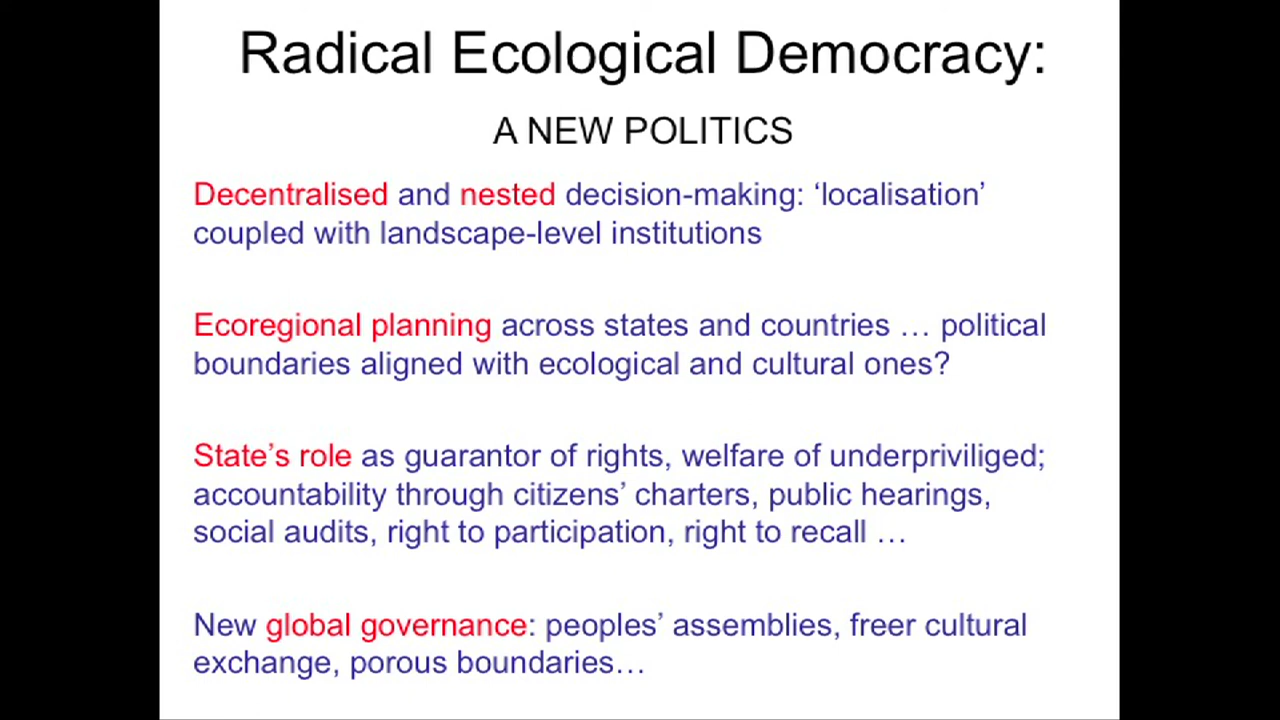 Radical Ecological Democracy:
A NEW POLITICS
Decentralised and nested decision-making: ‘localisation’
coupled with landscape-level institutions
Ecoregional planning across states and countries … political
boundaries aligned with ecological and cultural ones?
State’s role as guarantor of rights, welfare of underpriviliged;
accountability through citizens’ charters, public hearings,
social audits, right to participation, right to recall …
New global governance: peoples’ assemblies, freer cultural
exchange, porous boundaries…